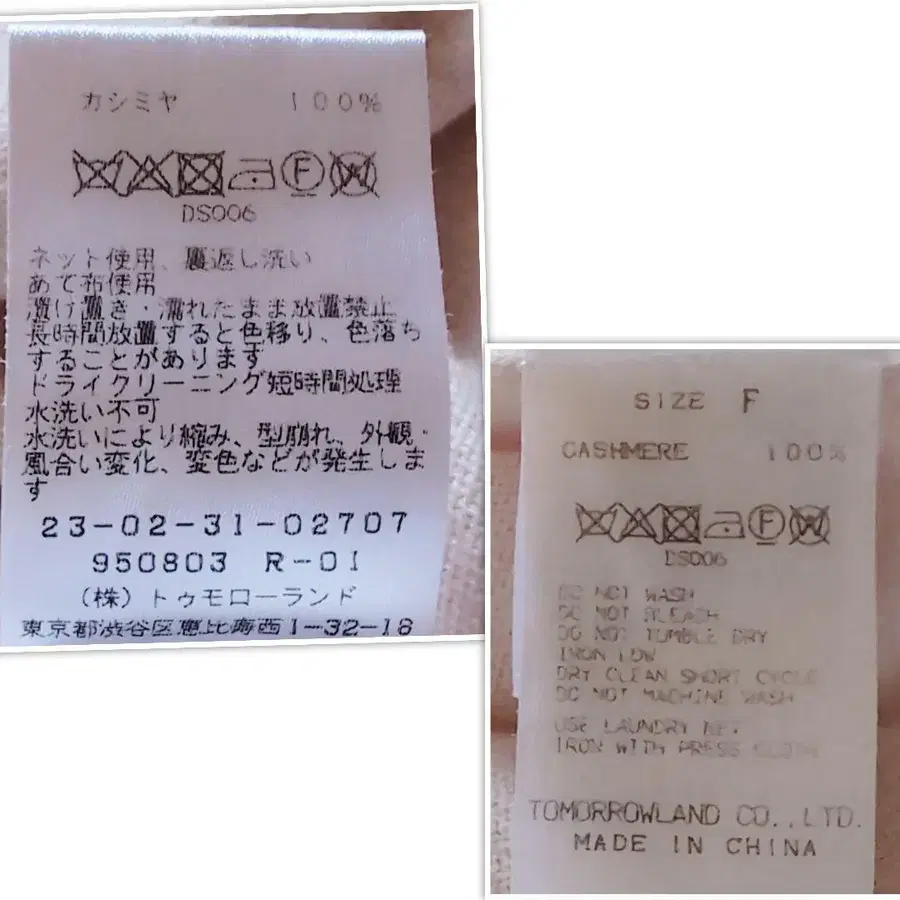 カシミヤ 100%
F W
DS006
ネット使用、裏返し洗い
あて布使用
漬け置き・濡れたまま放置禁止
長時間放置すると色移り、色落ち
することがあります
ドライクリーニング短時間処理
水洗い不可
水洗いにより縮み、型崩れ、外観・
風合い変化、変色などが発生しま
す
23-02-31-02707
950803 R-01
(株)トゥモローランド
東京都渋谷区恵比寿西1-32-18
SIZE F
CASHMERE 100%
F W
DS006
DO NOT WASH
DO NOT BLEACH
DO NOT TUMBLE DRY
IRON LOW
DRY CLEAN SHORT CYCLE
DO NOT MACHINE WASH
USE LAUNDRY NET
IRON WITH PRESS CLOTH
TOMORROWLAND CO.,LTD.
MADE IN CHINA